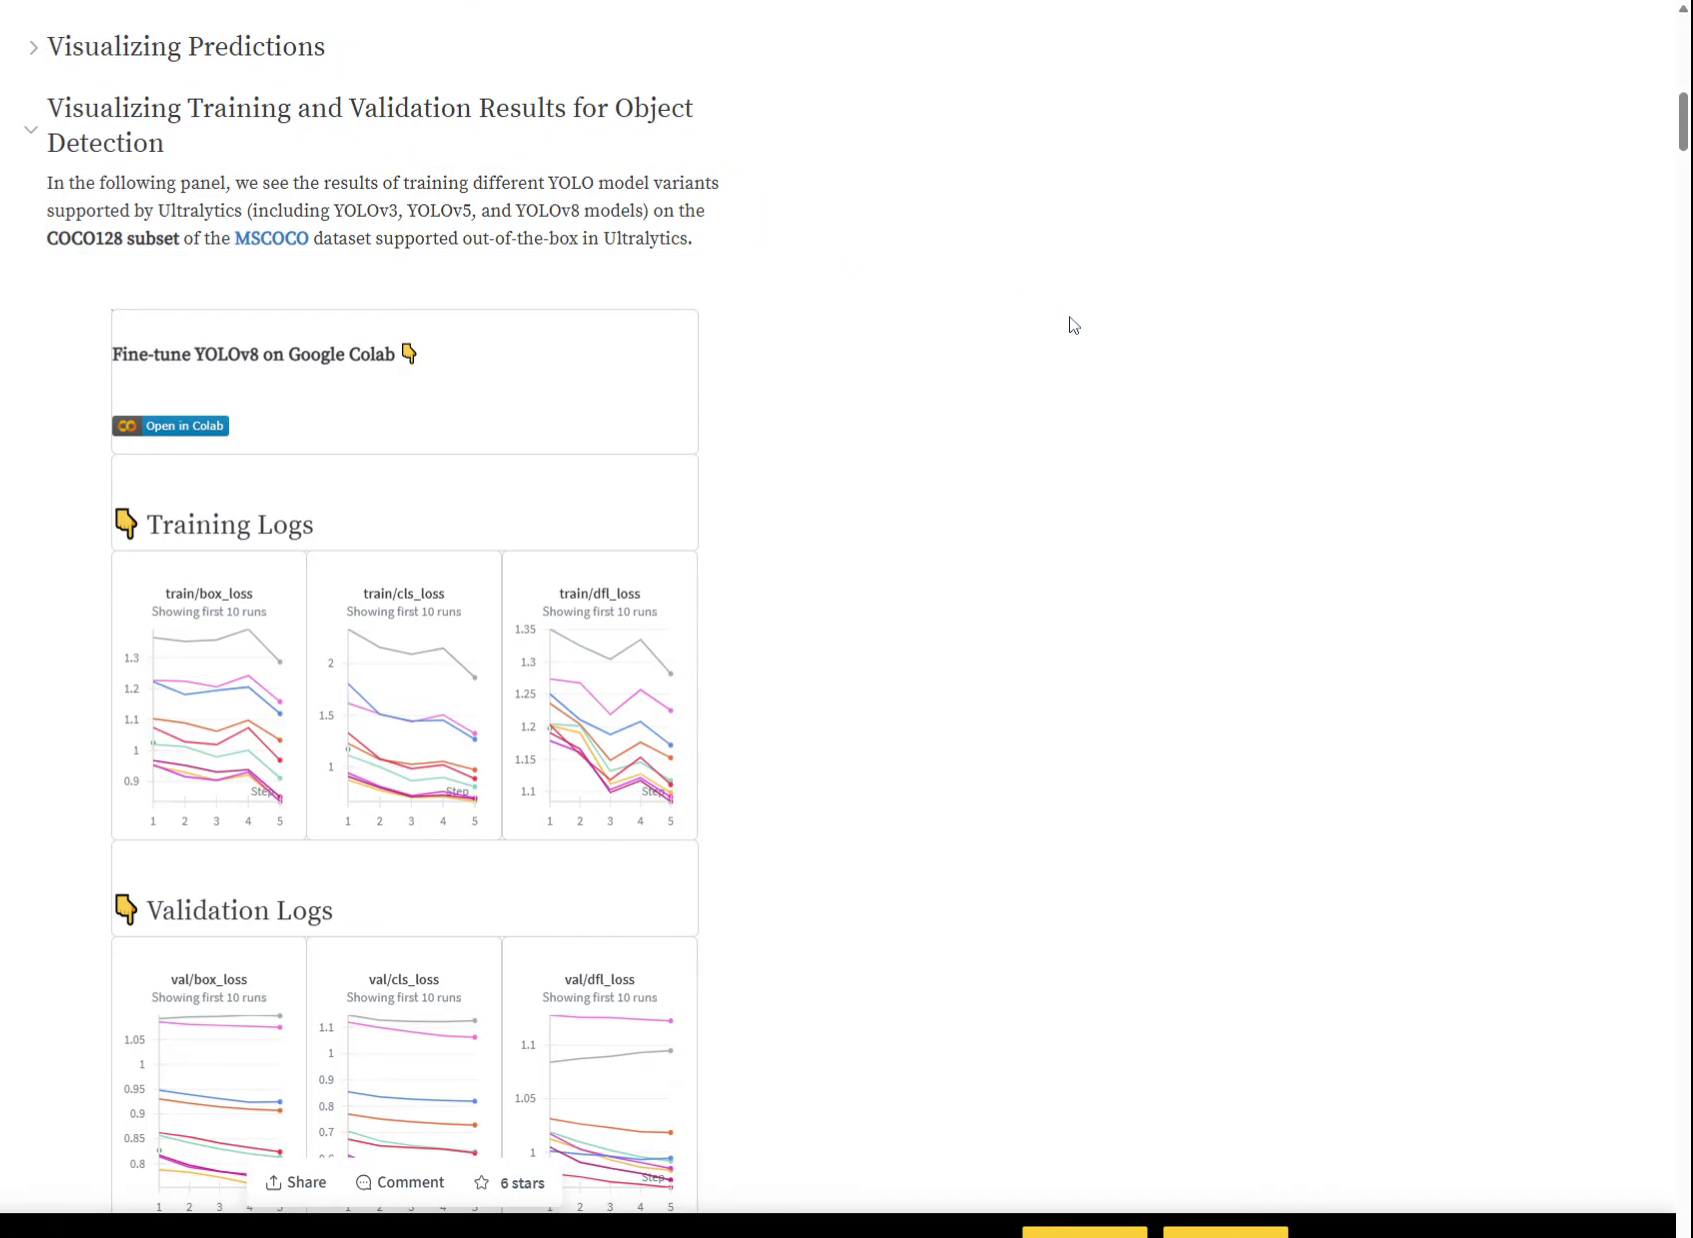 Visualizing Predictions
Visualizing Training and Validation Results for Object
Detection
In the following panel, we see the results of training different YOLO model variants
supported by Ultralytics (including YOLOv3, YOLOv5, and YOLOv8 models) on the
COCO128 subset of the MSCOCO dataset supported out-of-the-box in Ultralytics.
Fine-tune YOLOv8 on Google Colab 👇
Open in Colab
👇 Training Logs
train/box_loss
Showing first 10 runs
1.3
1.2
1.1
1
0.9
Step
1 2 3 4 5
train/cls_loss
Showing first 10 runs
2
1.5
1
Step
1 2 3 4 5
train/dfl_loss
Showing first 10 runs
1.35
1.3
1.25
1.2
1.15
1.1
Step
1 2 3 4 5
👇 Validation Logs
val/box_loss
Showing first 10 runs
1.05
1
0.95
0.9
0.85
0.8
1 2 3
val/cls_loss
Showing first 10 runs
1.1
1
0.9
0.8
0.7
val/dfl_loss
Showing first 10 runs
1.1
1.05
1
Step
2 3 4 5
Share Comment 6 stars